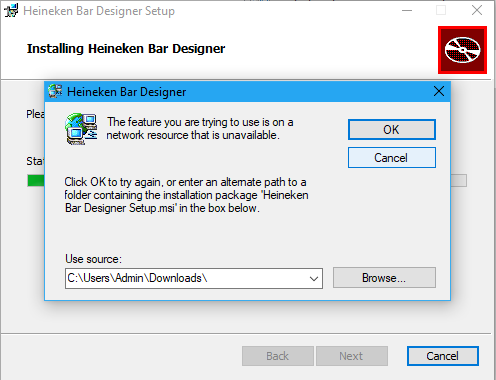 Heineken Bar Designer Setup
Installing Heineken Bar Designer
Plea
Stat
Heineken Bar Designer
The feature you are trying to use is on a
network resource that is unavailable.
OK
Cancel
Click OK to try again, or enter an alternate path to a
folder containing the installation package 'Heineken
Bar Designer Setup.msi' in the box below.
Use source:
C:\Users\Admin\Downloads\
Browse...
Back
Next
Cancel